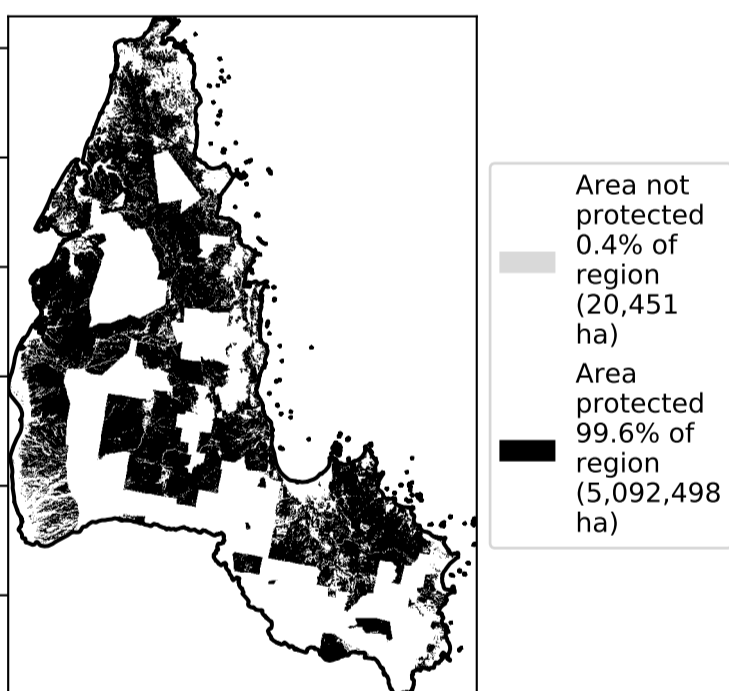 Area not
protected
0.4% of
region
(20,451
ha)
Area
protected
99.6% of
region
(5,092,498
ha)